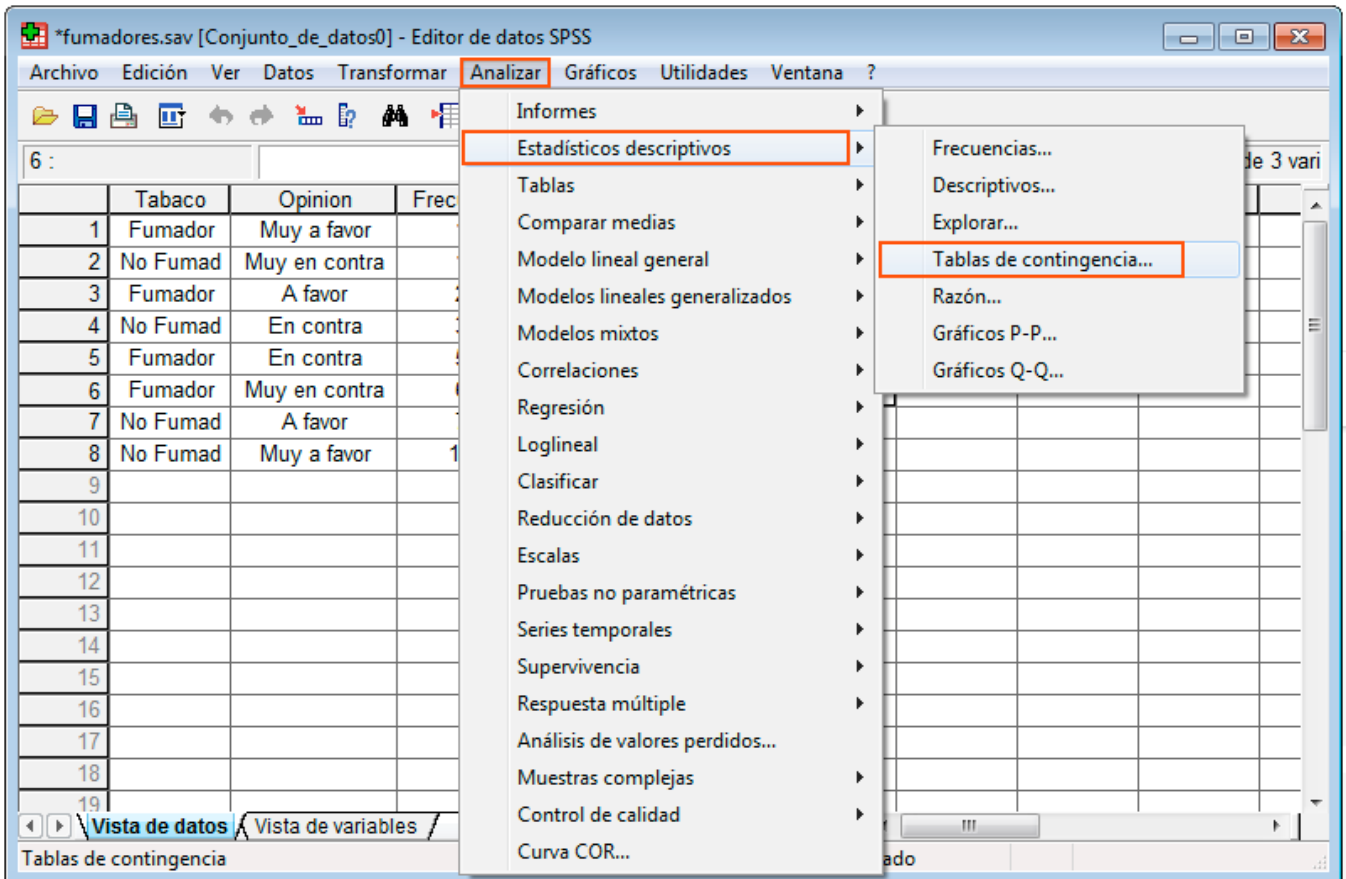 *fumadores.sav [Conjunto_de_datos0] - Editor de datos SPSS
Archivo Edición Ver Datos Transformar Analizar Gráficos Utilidades Ventana ?
6 :
de 3 vari
Tabaco Opinion Frec
1 Fumador Muy a favor
2 No Fumad Muy en contra
3 Fumador A favor
4 No Fumad En contra
5 Fumador En contra
6 Fumador Muy en contra
7 No Fumad A favor
8 No Fumad Muy a favor 1
9
10
11
12
13
14
15
16
17
18
19
Informes
Estadísticos descriptivos
Tablas
Comparar medias
Modelo lineal general
Modelos lineales generalizados
Modelos mixtos
Correlaciones
Regresión
Loglineal
Clasificar
Reducción de datos
Escalas
Pruebas no paramétricas
Series temporales
Supervivencia
Respuesta múltiple
Análisis de valores perdidos...
Muestras complejas
Control de calidad
Curva COR...
Frecuencias...
Descriptivos...
Explorar...
Tablas de contingencia...
Razón...
Gráficos P-P...
Gráficos Q-Q...
Vista de datos Vista de variables
Tablas de contingencia
ado